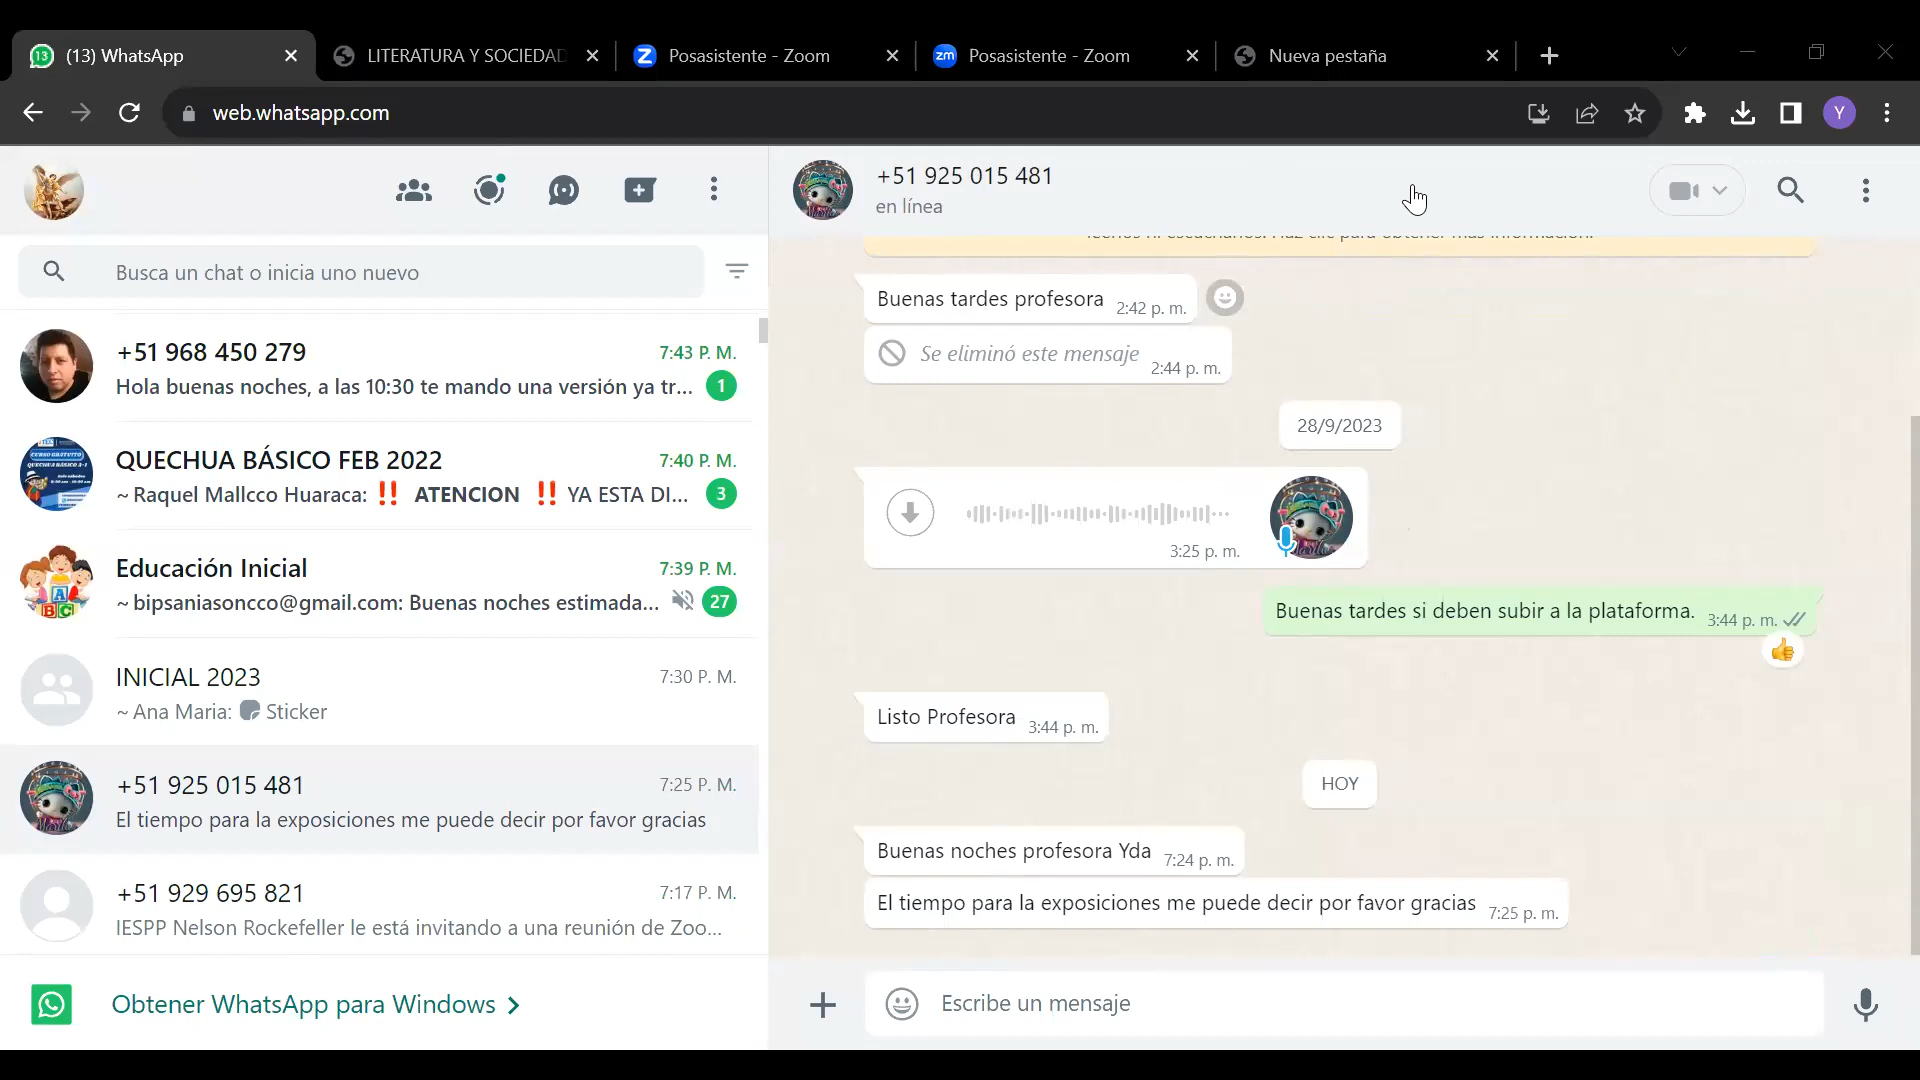 (13) WhatsApp
LITERATURA Y SOCIEDAD
Posasistente - Zoom
Posasistente - Zoom
Nueva pestaña
web.whatsapp.com
Y
Busca un chat o inicia uno nuevo
+51 968 450 279 7:43 P. M.
Hola buenas noches, a las 10:30 te mando una versión ya tr... 1
QUECHUA BÁSICO FEB 2022 7:40 P. M.
~ Raquel Mallcco Huaraca: ‼ ATENCION ‼ YA ESTA DI... 3
Educación Inicial 7:39 P. M.
~ bipsaniasoncco@gmail.com: Buenas noches estimada... 27
INICIAL 2023 7:30 P. M.
~ Ana Maria: Sticker
+51 925 015 481 7:25 P. M.
El tiempo para la exposiciones me puede decir por favor gracias
+51 929 695 821 7:17 P. M.
IESPP Nelson Rockefeller le está invitando a una reunión de Zoo...
Obtener WhatsApp para Windows
+51 925 015 481
en línea
Buenas tardes profesora 2:42 p. m.
Se eliminó este mensaje 2:44 p. m.
28/9/2023
3:25 p. m.
Buenas tardes si deben subir a la plataforma. 3:44 p. m.
👍
Listo Profesora 3:44 p. m.
HOY
Buenas noches profesora Yda 7:24 p. m.
El tiempo para la exposiciones me puede decir por favor gracias 7:25 p. m.
Escribe un mensaje